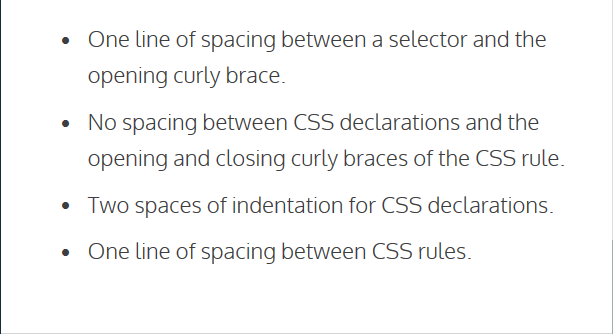 • One line of spacing between a selector and the
opening curly brace.
• No spacing between CSS declarations and the
opening and closing curly braces of the CSS rule.
• Two spaces of indentation for CSS declarations.
• One line of spacing between CSS rules.